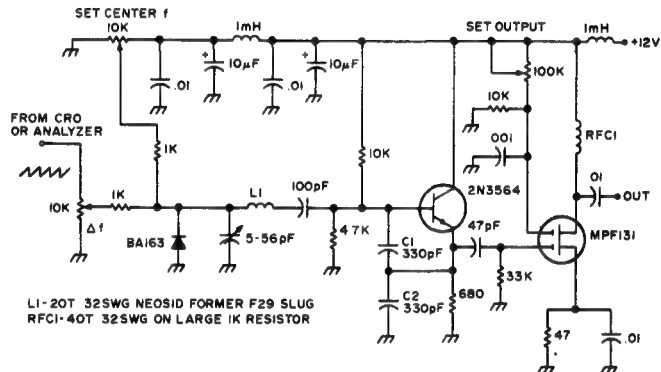 SET CENTER f
10K
1mH
SET OUTPUT
1mH
+12V
.01
+
10µF
.01
+
10µF
100K
10K
FROM CRO
OR ANALYZER
1K
10K
.001
RFC1
.01
OUT
1K
L1
100pF
2N3564
10K
Δf
BA163
5-56pF
4.7K
C1
330pF
47pF
MPF131
C2
330pF
680
33K
L1-20T 32SWG NEOSID FORMER F29 SLUG
RFC1-40T 32SWG ON LARGE 1K RESISTOR
47
.01